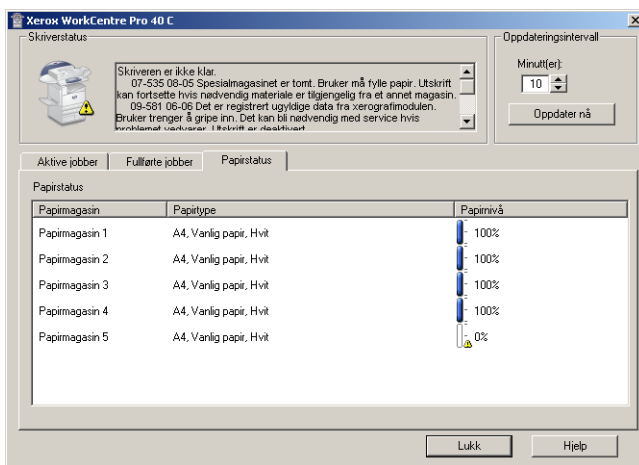 Xerox WorkCentre Pro 40 C
Skriverstatus
Skriveren er ikke klar.
07-535 08-05 Spesialmagasinet er tomt. Bruker må fylle papir. Utskrift
kan fortsette hvis nødvendig materiale er tilgjengelig fra et annet magasin.
09-581 06-06 Det er registrert ugyldige data fra xerografimodulen.
Bruker trenger å gripe inn. Det kan bli nødvendig med service hvis
problemet vedvarer. Utskrift er deaktivert.
Oppdateringsintervall
Minutt(er):
10
Oppdater nå
Aktive jobber Fullførte jobber Papirstatus
Papirstatus
Papirmagasin Papirtype Papirnivå
Papirmagasin 1 A4, Vanlig papir, Hvit 100%
Papirmagasin 2 A4, Vanlig papir, Hvit 100%
Papirmagasin 3 A4, Vanlig papir, Hvit 100%
Papirmagasin 4 A4, Vanlig papir, Hvit 100%
Papirmagasin 5 A4, Vanlig papir, Hvit 0%
Lukk Hjelp